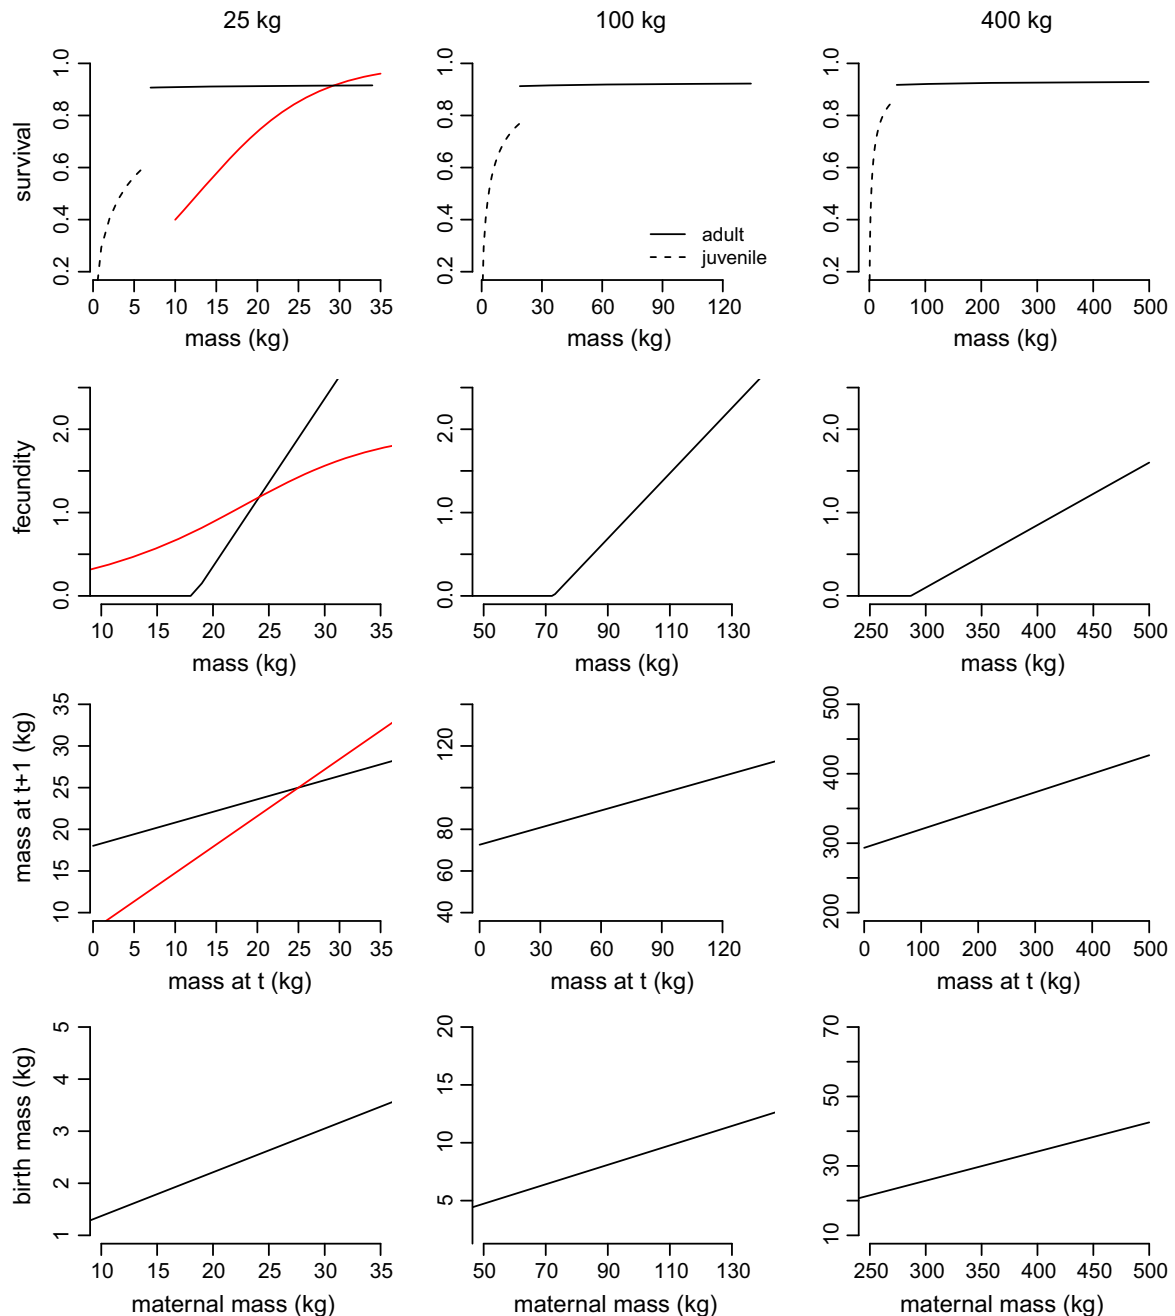 25 kg 100 kg 400 kg
survival
0.2 0.4 0.6 0.8 1.0
0 5 10 15 20 25 30 35
mass (kg)
0.2 0.4 0.6 0.8 1.0
adult
juvenile
0 30 60 90 120
mass (kg)
0.2 0.4 0.6 0.8 1.0
0 100 200 300 400 500
mass (kg)
fecundity
0.0 1.0 2.0
10 15 20 25 30 35
mass (kg)
0.0 1.0 2.0
50 70 90 110 130
mass (kg)
0.0 1.0 2.0
250 300 350 400 450 500
mass (kg)
mass at t+1 (kg)
10 15 20 25 30 35
0 5 10 15 20 25 30 35
mass at t (kg)
40 60 80 120
0 30 60 90 120
mass at t (kg)
200 300 400 500
0 100 200 300 400 500
mass at t (kg)
birth mass (kg)
1 2 3 4 5
10 15 20 25 30 35
maternal mass (kg)
5 10 15 20
50 70 90 110 130
maternal mass (kg)
10 30 50 70
250 300 350 400 450 500
maternal mass (kg)